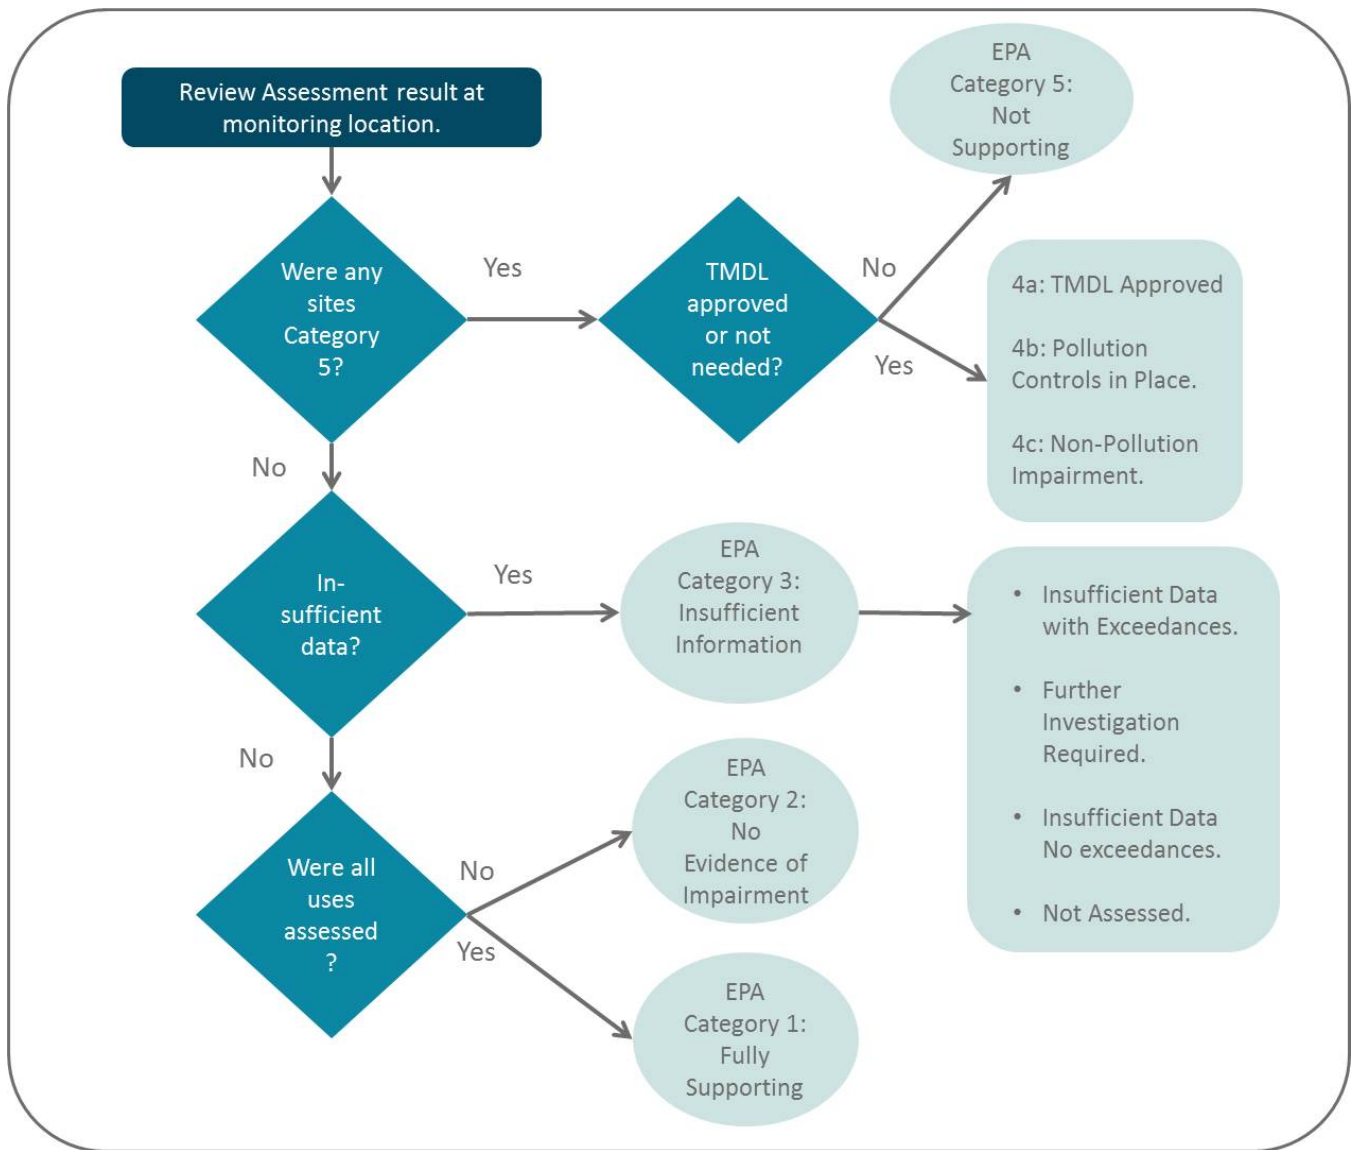 Review Assessment result at
monitoring location.
Were any
sites
Category
5?
Yes
TMDL
approved
or not
needed?
No
EPA
Category 5:
Not
Supporting
Yes
4a: TMDL Approved
4b: Pollution
Controls in Place.
4c: Non-Pollution
Impairment.
No
In-
sufficient
data?
Yes
EPA
Category 3:
Insufficient
Information
• Insufficient Data
with Exceedances.
• Further
Investigation
Required.
• Insufficient Data
No exceedances.
• Not Assessed.
No
Were all
uses
assessed
?
No
EPA
Category 2:
No
Evidence of
Impairment
Yes
EPA
Category 1:
Fully
Supporting